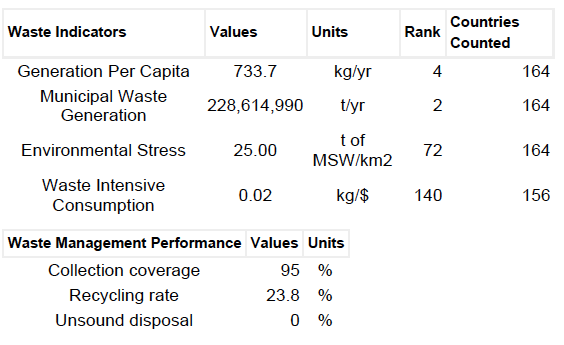 Waste Indicators Values Units Rank Countries Counted
Generation Per Capita 733.7 kg/yr 4 164
Municipal Waste Generation 228,614,990 t/yr 2 164
Environmental Stress 25.00 t of MSW/km2 72 164
Waste Intensive Consumption 0.02 kg/$ 140 156
Waste Management Performance Values Units
Collection coverage 95 %
Recycling rate 23.8 %
Unsound disposal 0 %